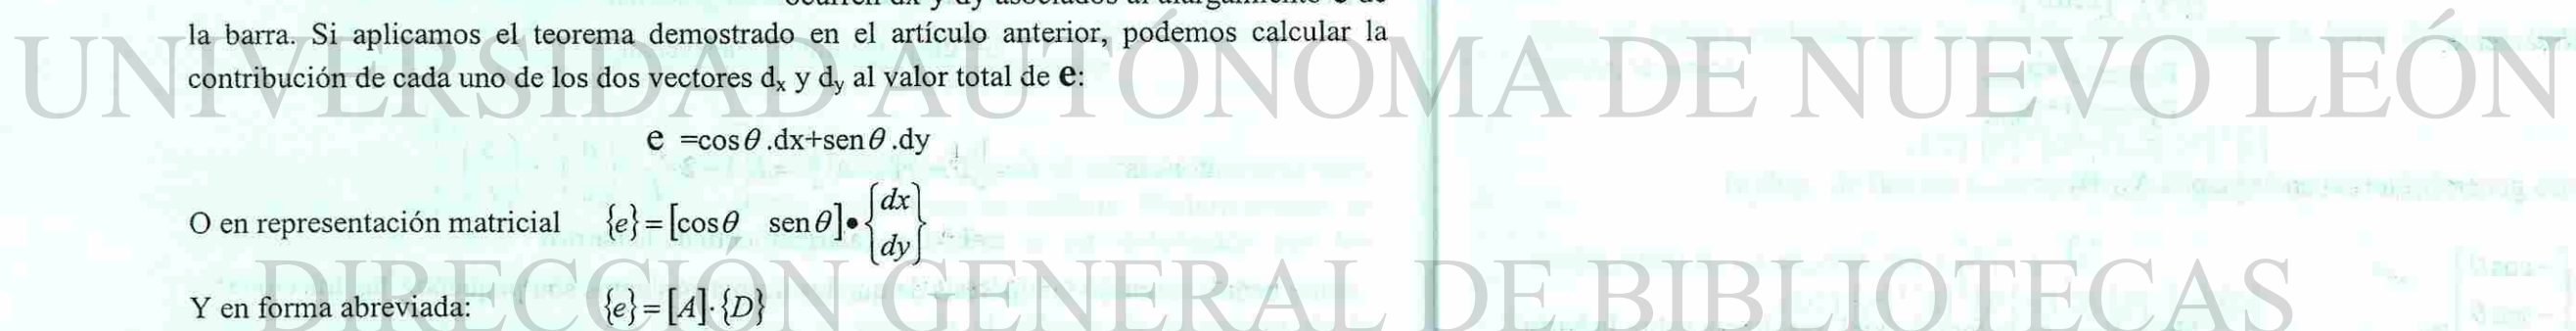 la barra. Si aplicamos el teorema demostrado en el artículo anterior, podemos calcular la
contribución de cada uno de los dos vectores dₓ y d_y al valor total de e:
e =cosθ.dx+senθ.dy
O en representación matricial {e}=[cosθ senθ]•{dx dy}
Y en forma abreviada: {e}=[A]·{D}
UNIVERSIDAD AUTÓNOMA DE NUEVO LEÓN
DIRECCIÓN GENERAL DE BIBLIOTECAS